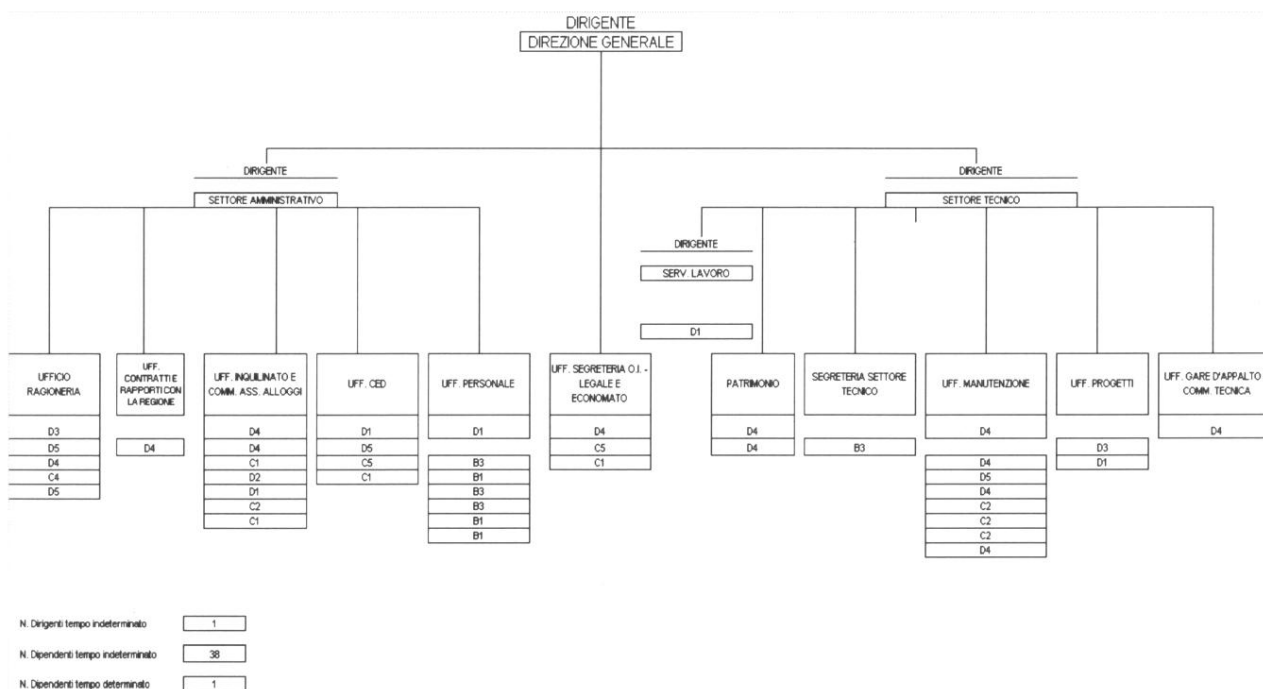 DIRIGENTE
DIREZIONE GENERALE
DIRIGENTE
SETTORE AMMINISTRATIVO
DIRIGENTE
SETTORE TECNICO
DIRIGENTE
SERV. LAVORO
D1
UFFICIO
RAGIONERIA
D3
D5
D4
C4
D5
UFF.
CONTRATTI E
RAPPORTI CON
LA REGIONE
D4
UFF. INQUILINATO E
COMM. ASS. ALLOGGI
D4
D4
C1
D2
D1
C2
C1
UFF. CED
D1
D5
C5
C1
UFF. PERSONALE
D1
B3
B1
B3
B3
B1
B1
UFF. SEGRETERIA O.I. -
LEGALE E
ECONOMATO
D4
C5
C1
PATRIMONIO
D4
D4
SEGRETERIA SETTORE
TECNICO
B3
UFF. MANUTENZIONE
D4
D4
D5
D4
C2
C2
C2
D4
UFF. PROGETTI
D3
D1
UFF. GARE D'APPALTO
COMM. TECNICA
D4
N. Dirigenti tempo indeterminato 1
N. Dipendenti tempo indeterminato 38
N. Dipendenti tempo determinato 1